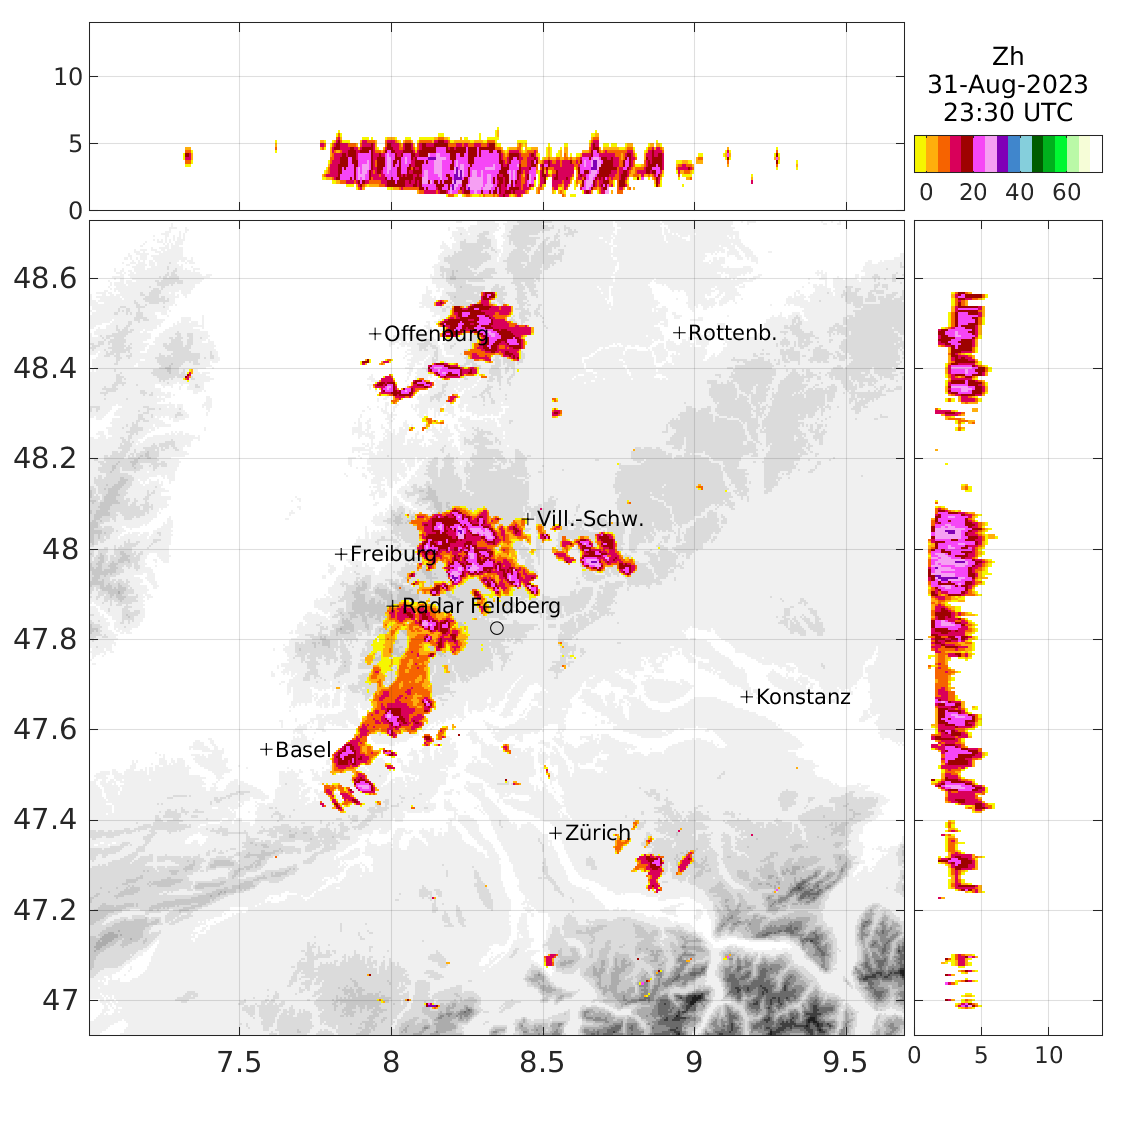 Zh
31-Aug-2023
23:30 UTC
0 20 40 60
10
5
0
48.6
48.4
48.2
48
47.8
47.6
47.4
47.2
47
+Offenburg
+Rottenb.
+Vill.-Schw.
+Freiburg
+Radar Feldberg
+Konstanz
+Basel
+Zürich
7.5 8 8.5 9 9.5
0 5 10